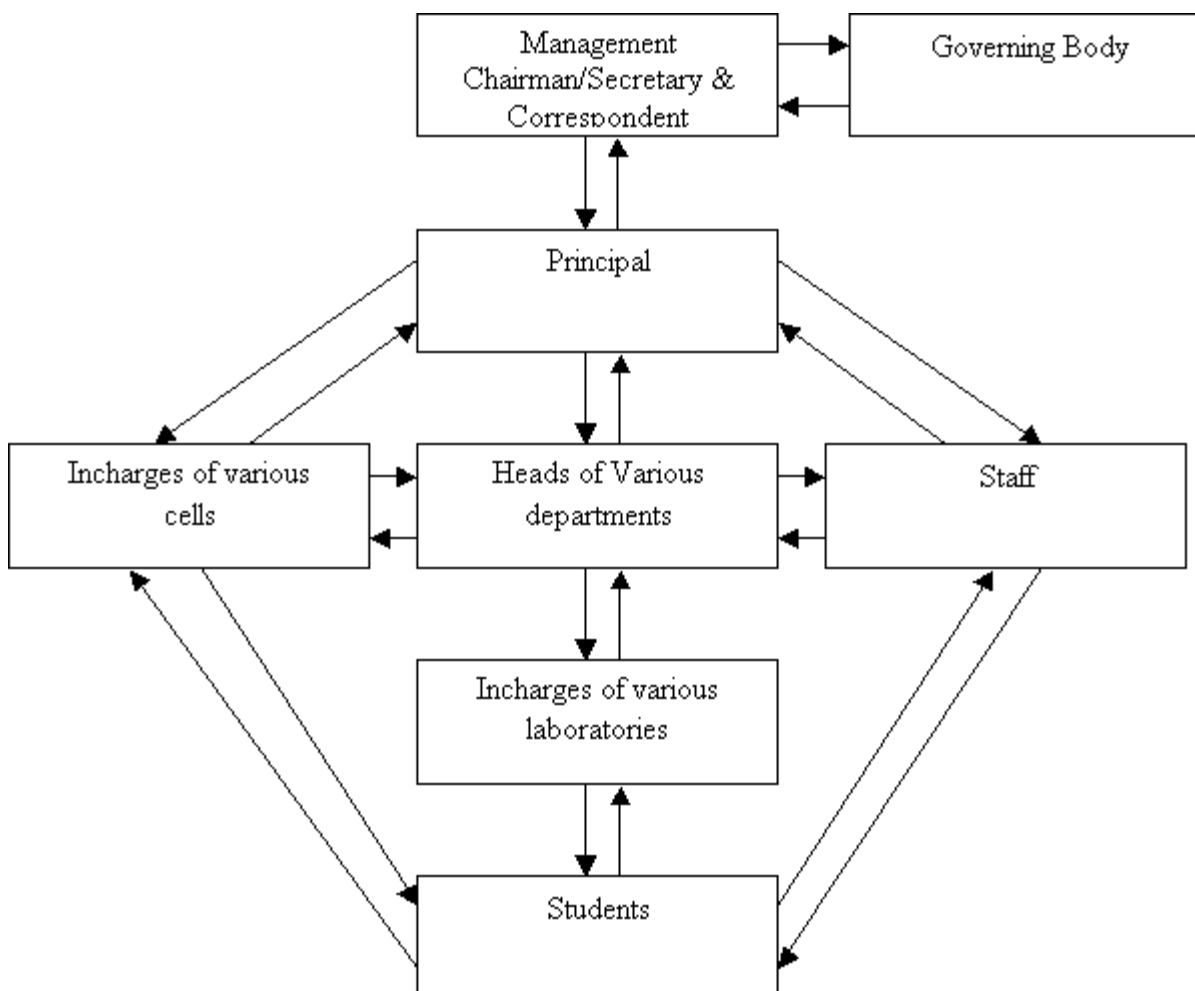 Management
Chairman/Secretary &
Correspondent
Governing Body
Principal
Incharges of various
cells
Heads of Various
departments
Staff
Incharges of various
laboratories
Students